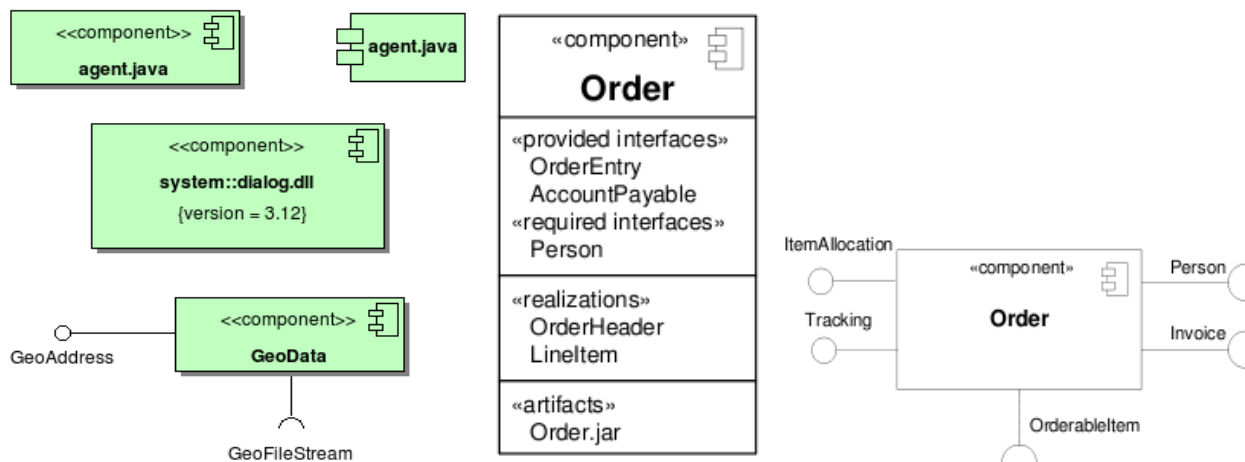 <<component>>
agent.java
agent.java
<<component>>
system::dialog.dll
{version = 3.12}
<<component>>
GeoData
GeoAddress
GeoFileStream
«component»
Order
«provided interfaces»
OrderEntry
AccountPayable
«required interfaces»
Person
«realizations»
OrderHeader
LineItem
«artifacts»
Order.jar
ItemAllocation
Tracking
«component»
Order
Person
Invoice
OrderableItem